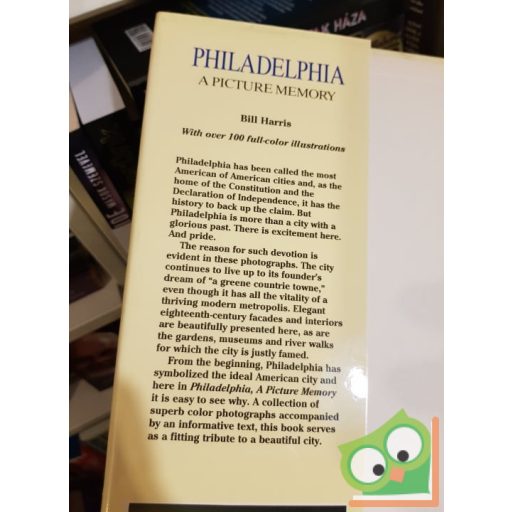 PHILADELPHIA
A PICTURE MEMORY
Bill Harris
With over 100 full-color illustrations
Philadelphia has been called the most
American of American cities and, as the
home of the Constitution and the
Declaration of Independence, it has the
history to back up the claim. But
Philadelphia is more than a city with a
glorious past. There is excitement here.
And pride.
The reason for such devotion is
evident in these photographs. The city
continues to live up to its founder's
dream of "a greene countrie towne,"
even though it has all the vitality of a
thriving modern metropolis. Elegant
eighteenth-century facades and interiors
are beautifully presented here, as are
the gardens, museums and river walks
for which the city is justly famed.
From the beginning, Philadelphia has
symbolized the ideal American city and
here in Philadelphia, A Picture Memory
it is easy to see why. A collection of
superb color photographs accompanied
by an informative text, this book serves
as a fitting tribute to a beautiful city.
HÁZA